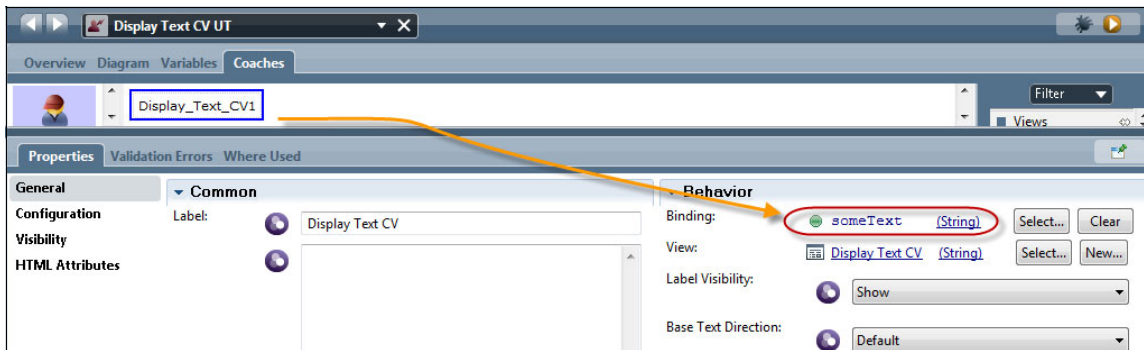 Display Text CV UT
Overview Diagram Variables Coaches
Display_Text_CV1
Filter
Views
Properties Validation Errors Where Used
General
Configuration
Visibility
HTML Attributes
Common
Label:
Display Text CV
Behavior
Binding:
someText (String)
Select... Clear
View:
Display Text CV (String)
Select... New...
Label Visibility:
Show
Base Text Direction:
Default